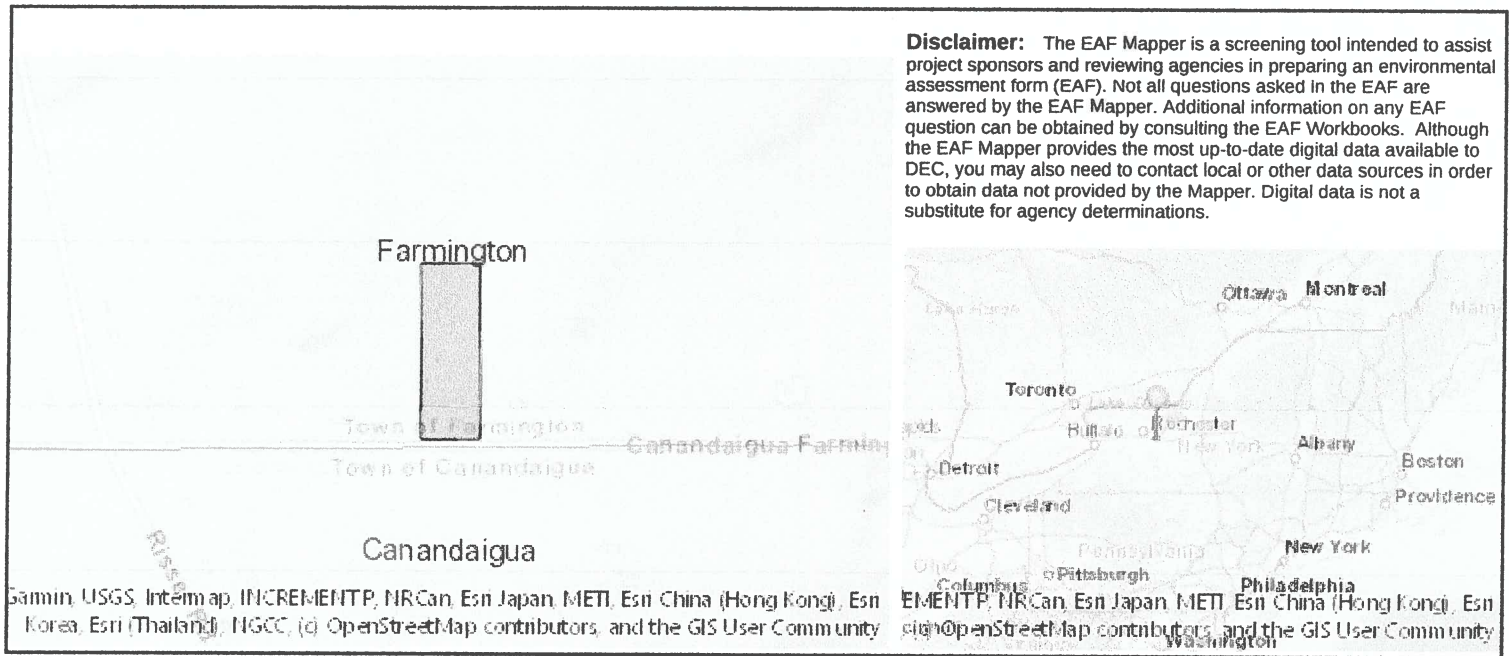 Disclaimer: The EAF Mapper is a screening tool intended to assist
project sponsors and reviewing agencies in preparing an environmental
assessment form (EAF). Not all questions asked in the EAF are
answered by the EAF Mapper. Additional information on any EAF
question can be obtained by consulting the EAF Workbooks. Although
the EAF Mapper provides the most up-to-date digital data available to
DEC, you may also need to contact local or other data sources in order
to obtain data not provided by the Mapper. Digital data is not a
substitute for agency determinations.
Farmington
Town of Farmington
Canandaigua Farmin
Town of Canandaigua
Canandaigua
Garmin, USGS, Intermap, INCREMENT P, NRCan, Esri Japan, METI, Esri China (Hong Kong), Esri
Korea, Esri (Thailand), NGCC, (c) OpenStreetMap contributors, and the GIS User Community
Ottawa
Montreal
Lake Huron
Toronto
Buffalo
Rochester
New York
Albany
Boston
Detroit
Providence
Cleveland
Pennsylvania
New York
Ohio
Pittsburgh
Columbus
Philadelphia
EMENT P, NRCan, Esri Japan, METI, Esri China (Hong Kong), Esri
OpenStreetMap contributors, and the GIS User Community
Washington